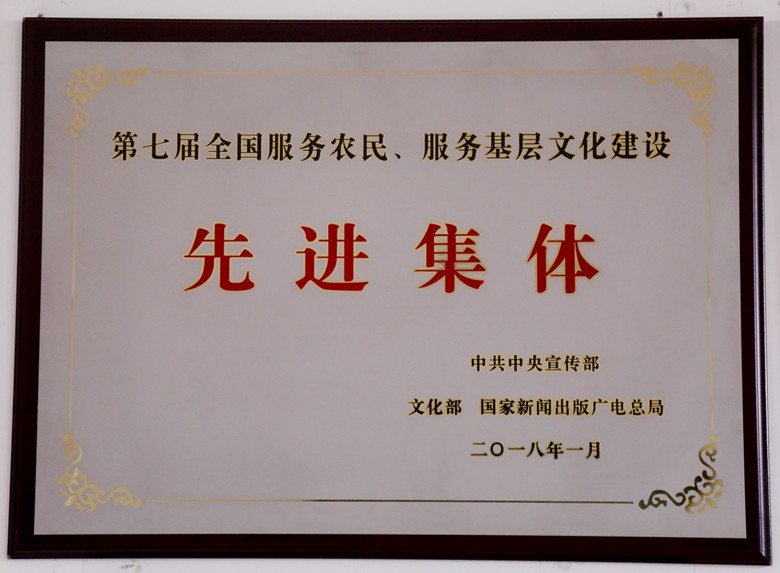 第七届全国服务农民、服务基层文化建设
先进集体
中共中央宣传部
文化部 国家新闻出版广电总局
二〇一八年一月